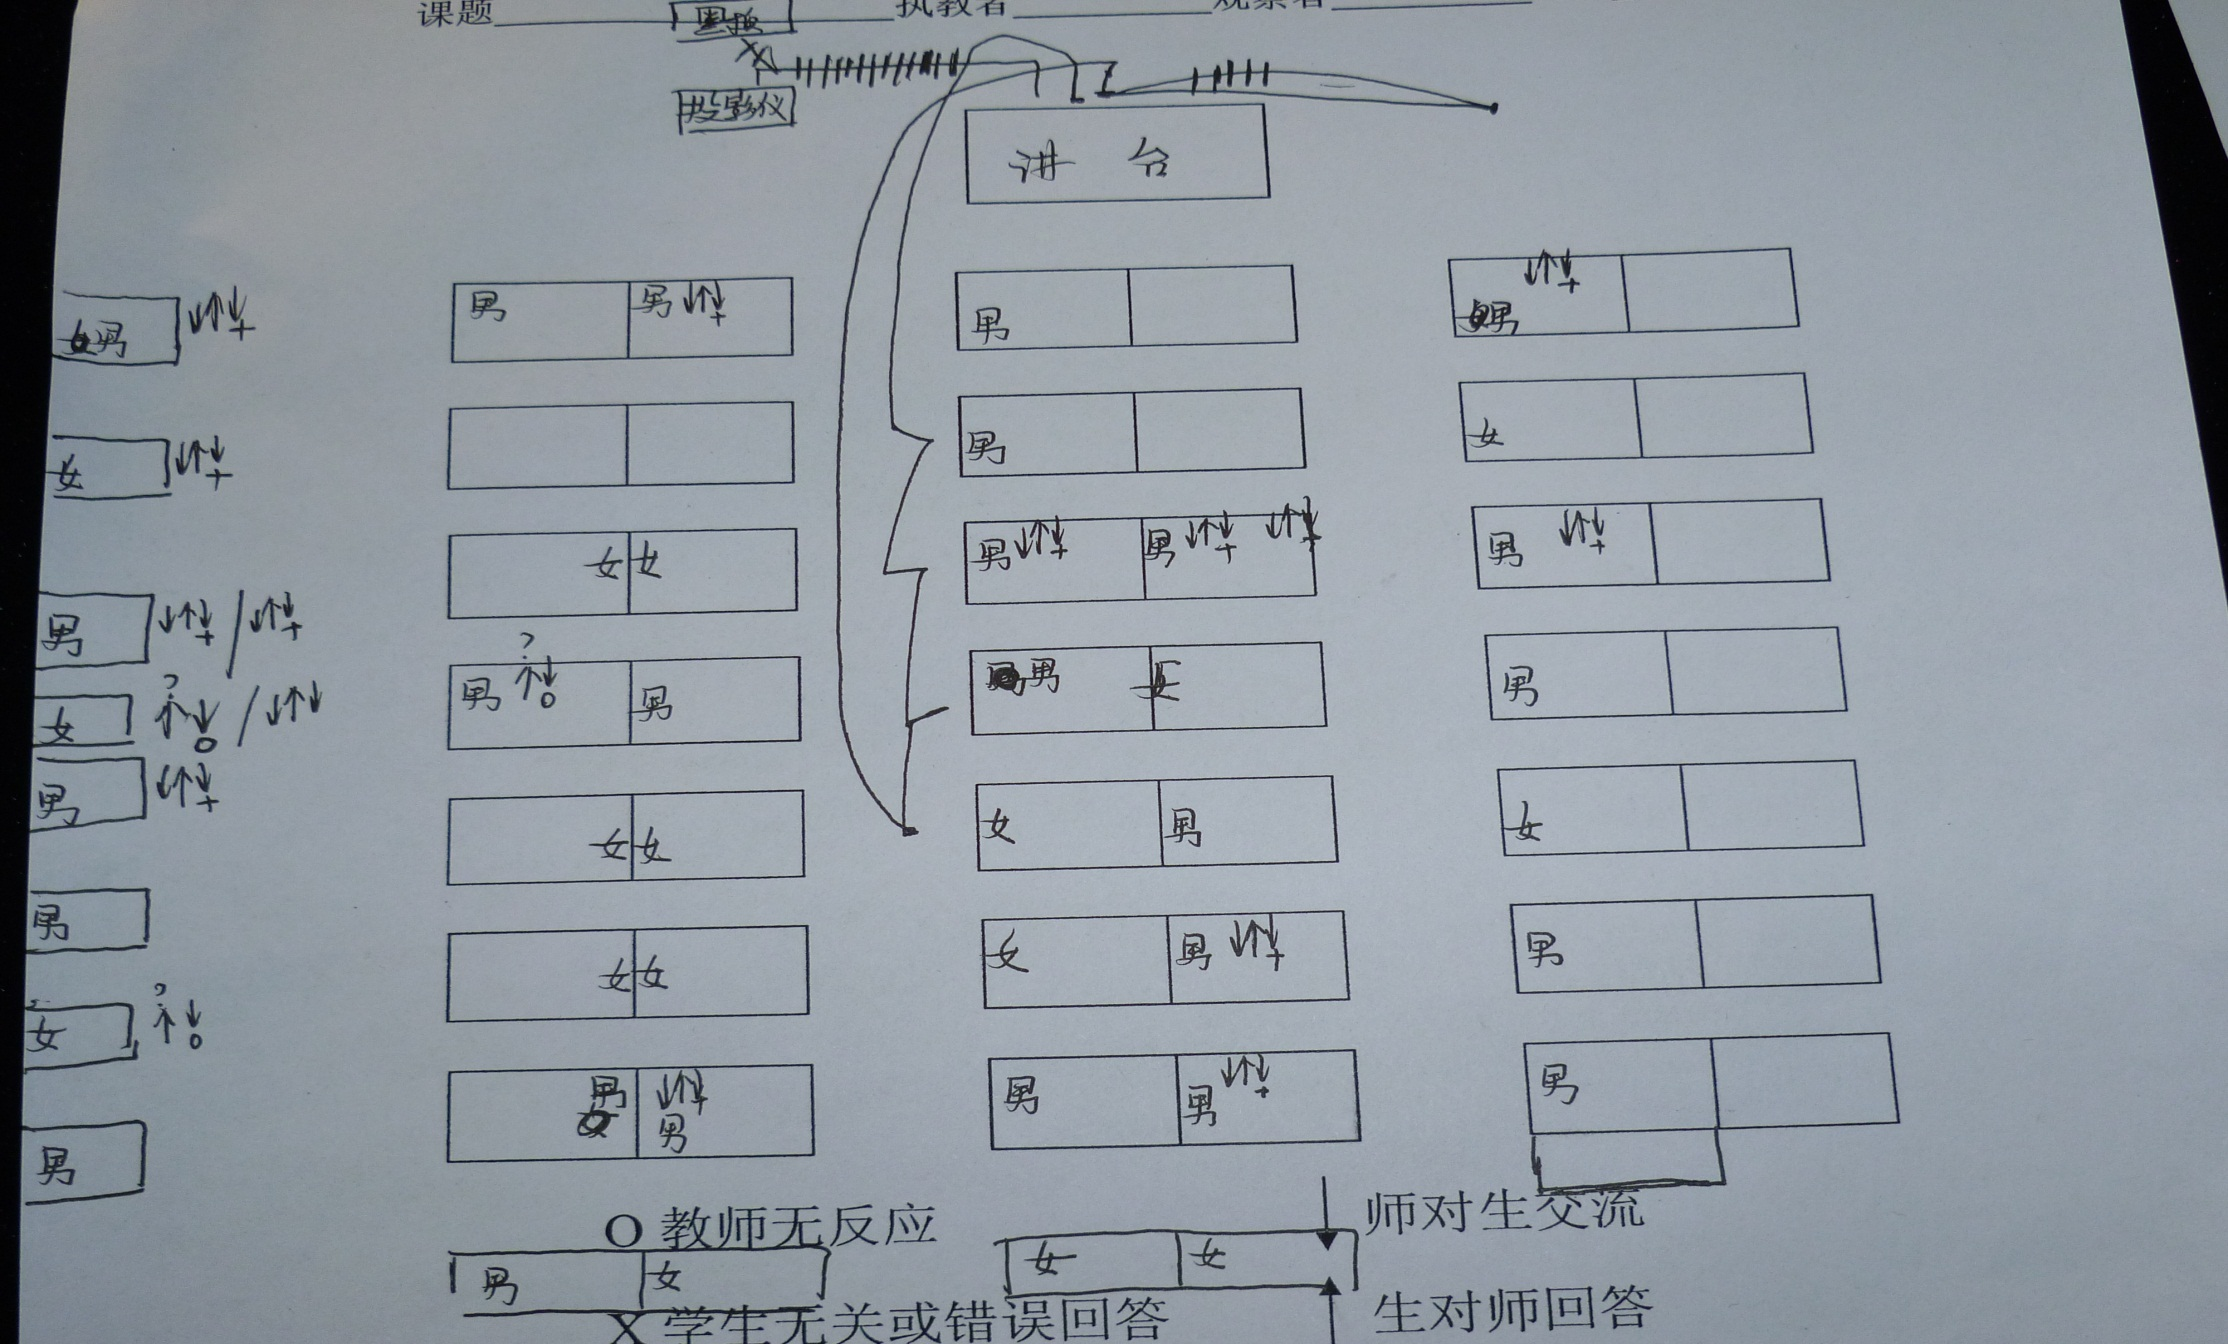 课题 黑板 执教者 观察者
投影仪
讲台
男 男 男 男 ↓↑↓+ 男 男 ↓↑↓+
女 ↓↑↓+ 男 女
男 ↓↑↓+ / ↓↑↓+ 女 女 男 ↓↑↓+ 男 ↓↑↓+ ↓↑↓+ 男 ↓↑↓+
女 ?↑↓O / ↓↑↓ 男 ?↑↓O 男 男 女 男
男 ↓↑↓+ 女 女 女 男 女
男 女 女 女 男 ↓↑↓+ 男
女 ?↑↓O 男 ↓↑↓+ 男 男 男 ↓↑↓+ 男
男
O 教师无反应 ↓ 师对生交流
男 女 女 女
X 学生无关或错误回答 ↑ 生对师回答